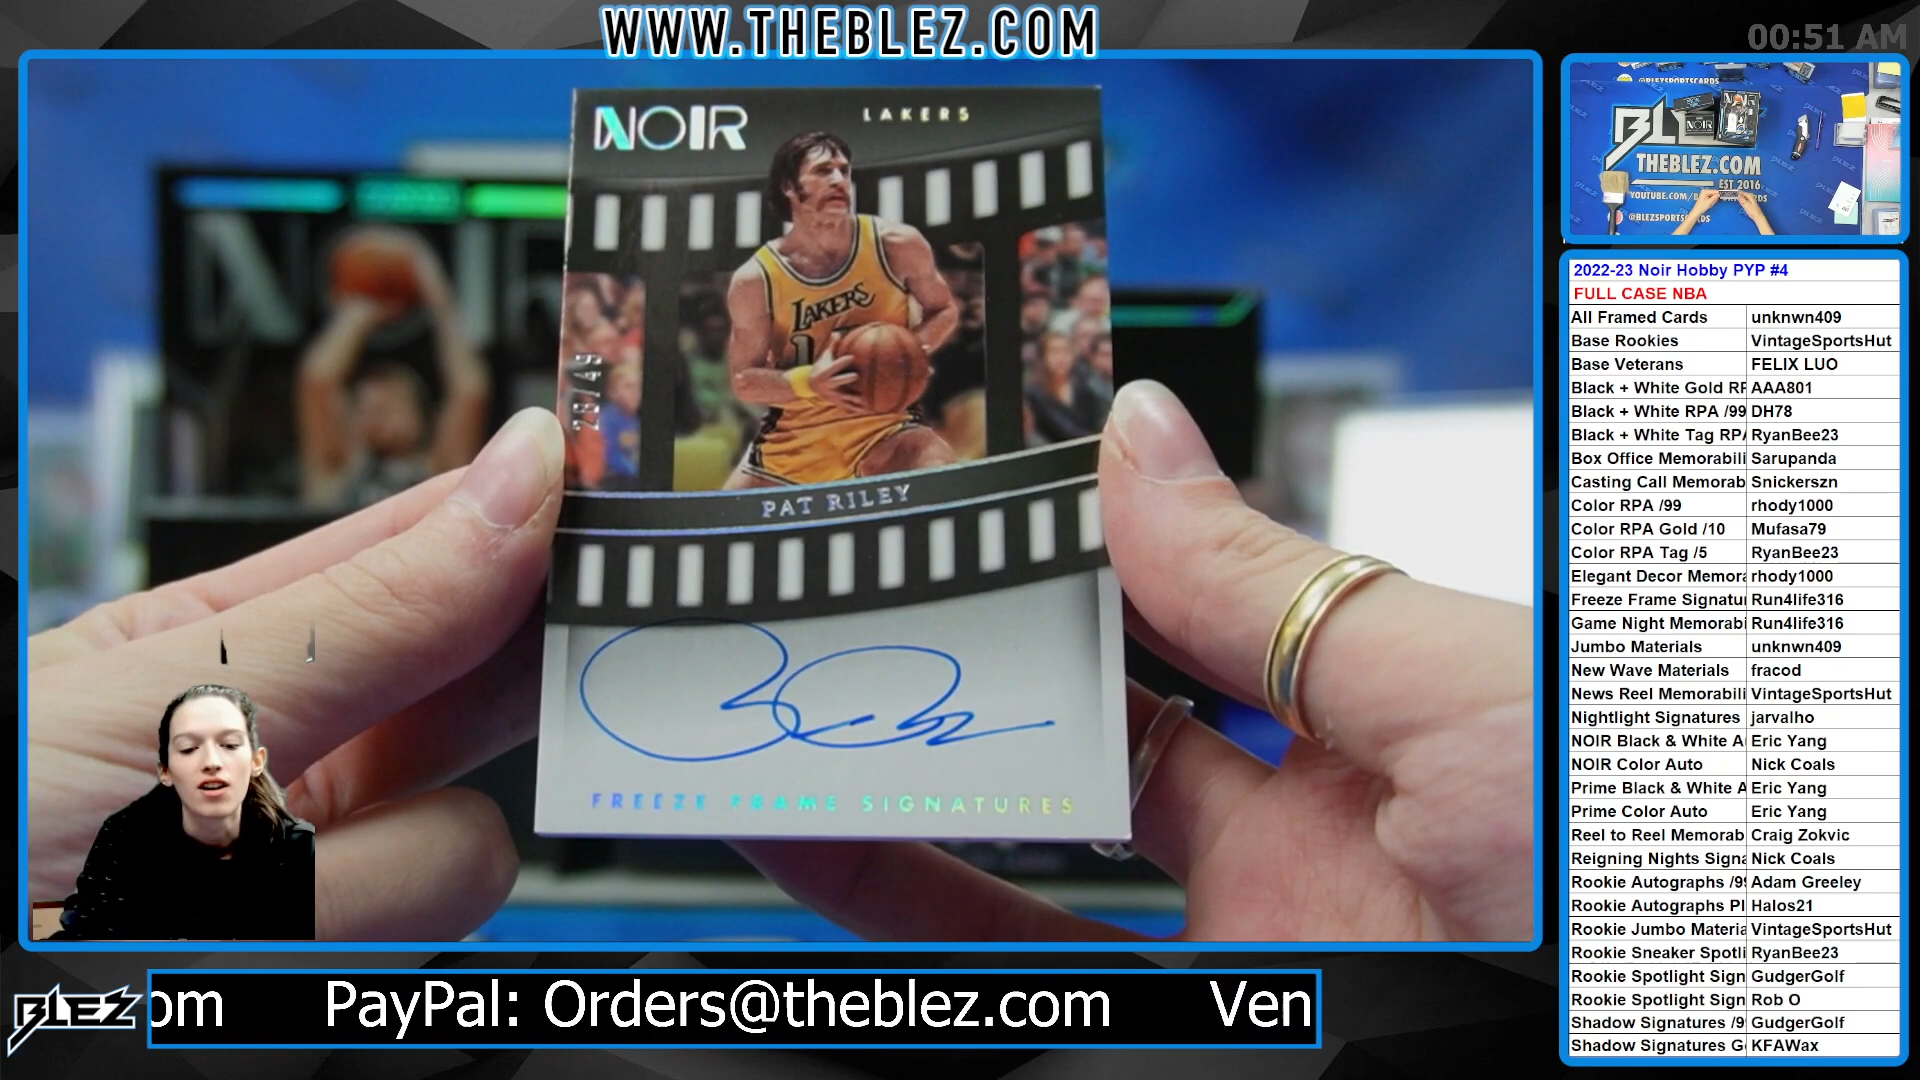 WWW.THEBLEZ.COM
00:51 AM
NOIR
LAKERS
LAKERS
PAT RILEY
FREEZE FRAME SIGNATURES
@BLEZSPORTSCARDS
NOIR
THEBLEZ.COM
EST 2016
@BLEZSPORTSCARDS
2022-23 Noir Hobby PYP #4
FULL CASE NBA
All Framed Cards unknwn409
Base Rookies VintageSportsHut
Base Veterans FELIX LUO
Black + White Gold RP AAA801
Black + White RPA /99 DH78
Black + White Tag RPA RyanBee23
Box Office Memorabili Sarupanda
Casting Call Memorab Snickerszn
Color RPA /99 rhody1000
Color RPA Gold /10 Mufasa79
Color RPA Tag /5 RyanBee23
Elegant Decor Memora rhody1000
Freeze Frame Signatur Run4life316
Game Night Memorabi Run4life316
Jumbo Materials unknwn409
New Wave Materials fracod
News Reel Memorabili VintageSportsHut
Nightlight Signatures jarvalho
NOIR Black & White A Eric Yang
NOIR Color Auto Nick Coals
Prime Black & White A Eric Yang
Prime Color Auto Eric Yang
Reel to Reel Memorab Craig Zokvic
Reigning Nights Signa Nick Coals
Rookie Autographs /99 Adam Greeley
Rookie Autographs Pl Halos21
Rookie Jumbo Materia VintageSportsHut
Rookie Sneaker Spotli RyanBee23
Rookie Spotlight Sign GudgerGolf
Rookie Spotlight Sign Rob O
Shadow Signatures /9 GudgerGolf
Shadow Signatures G KFAWax
BLEZ
om PayPal: Orders@theblez.com Ven